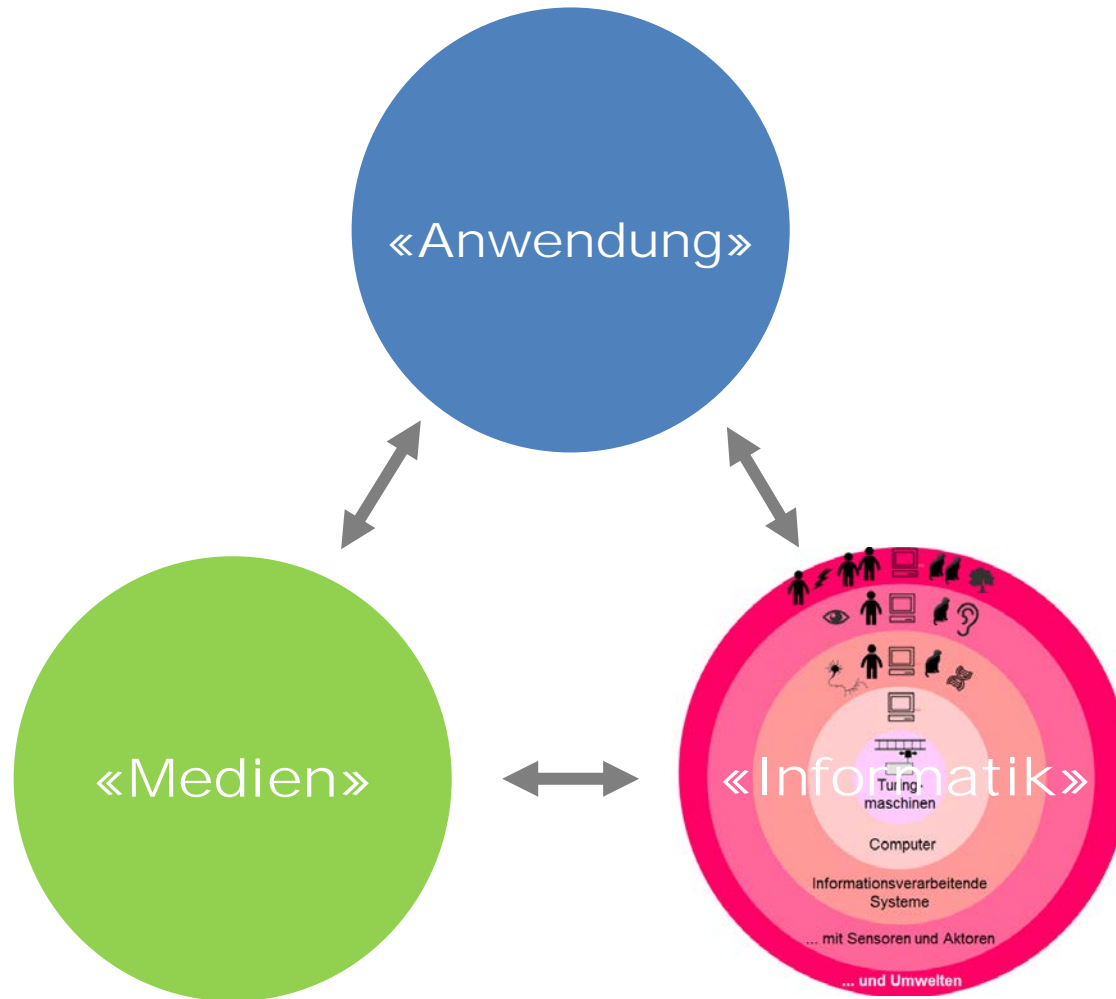 «Anwendung»
«Medien»
«Informatik»
Turing-
maschinen
Computer
Informationsverarbeitende
Systeme
... mit Sensoren und Aktoren
... und Umwelten